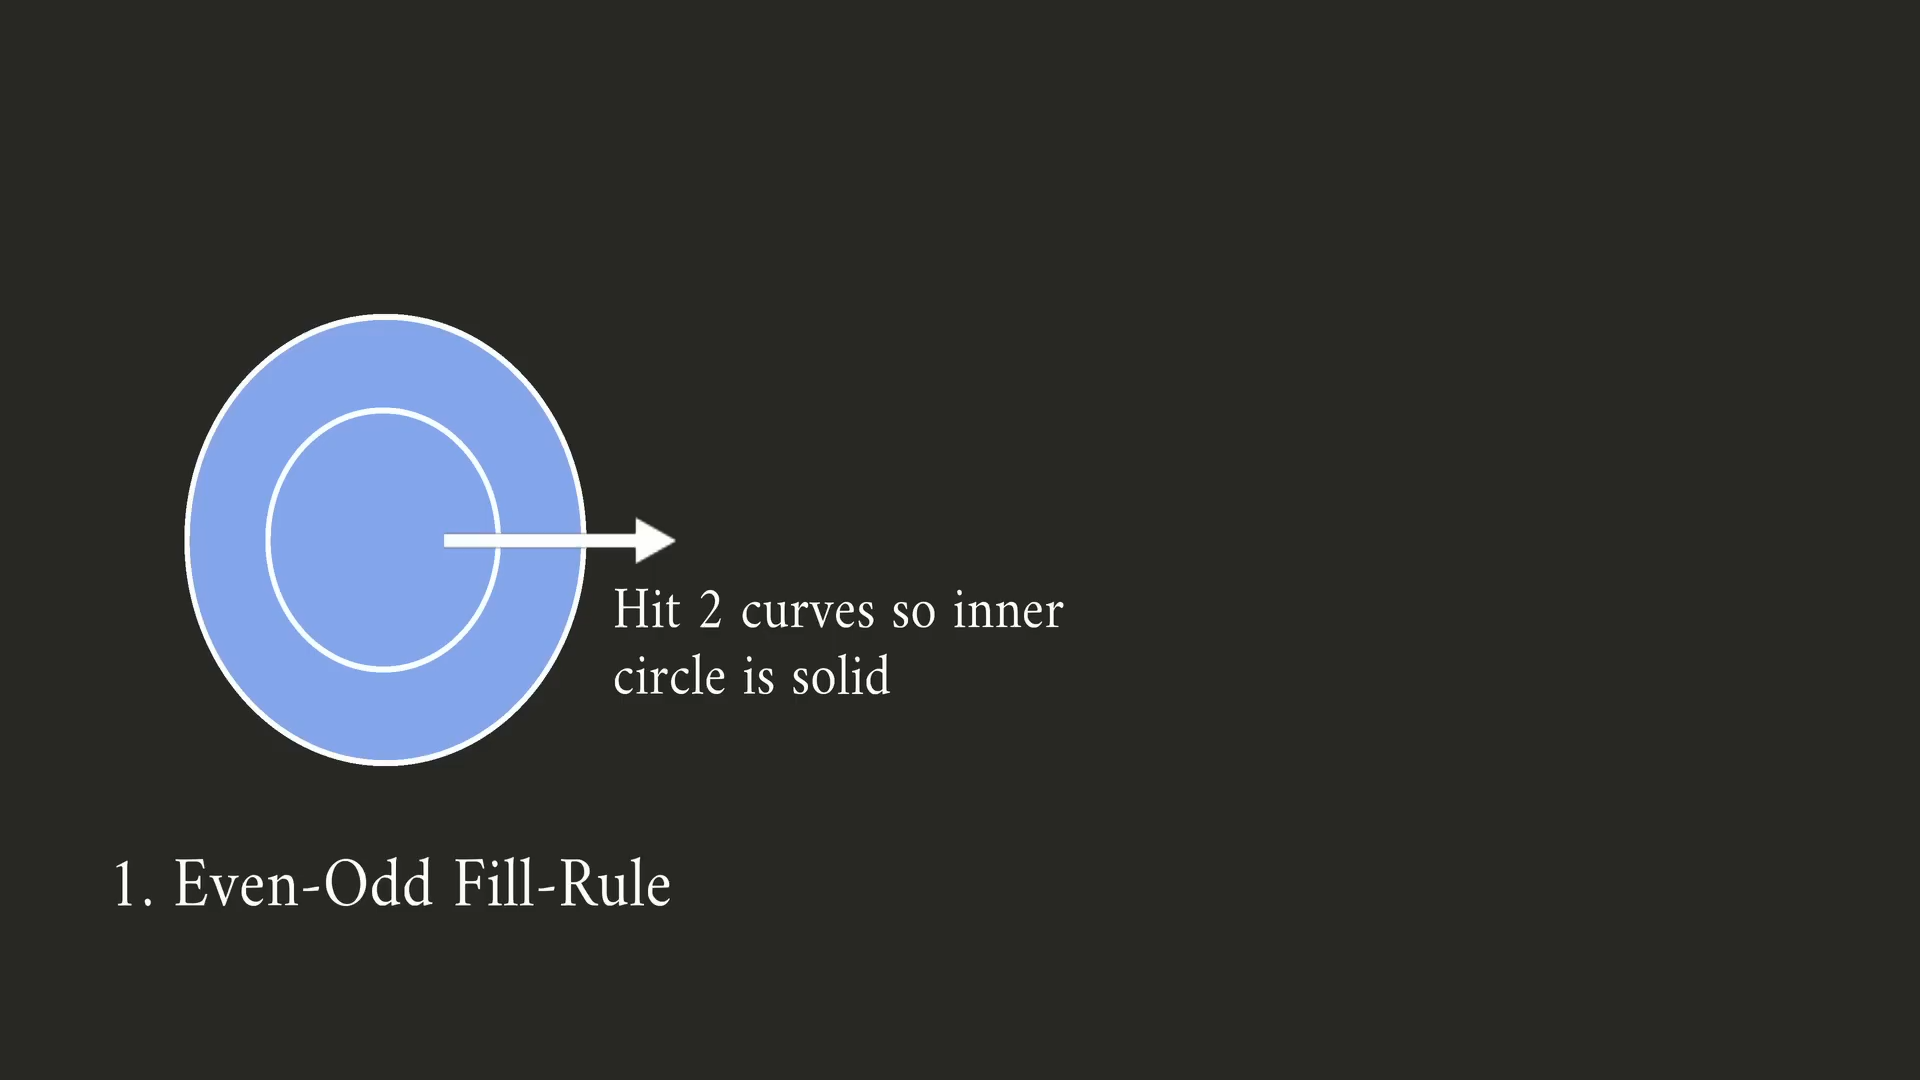 Hit 2 curves so inner
circle is solid
1. Even-Odd Fill-Rule